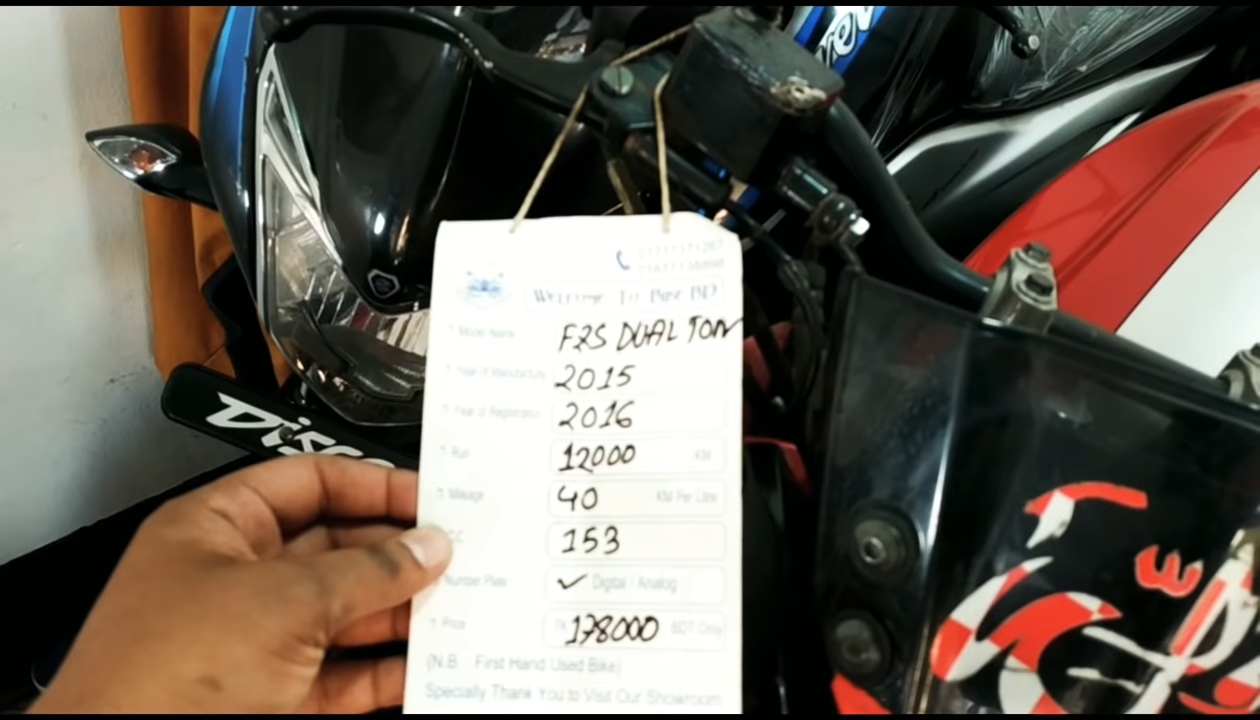 Welcome To Bike BD
Model Name FZS DUAL TON
Year of Manufacture 2015
Year of Registration 2016
Run 12000 KM
Mileage 40 KM Per Litre
CC 153
Number Plate ✓ Digital / Analog
Price TK 178000 BDT Only
(N.B : First Hand Used Bike)
Specially Thank You to Visit Our Showroom
Disco